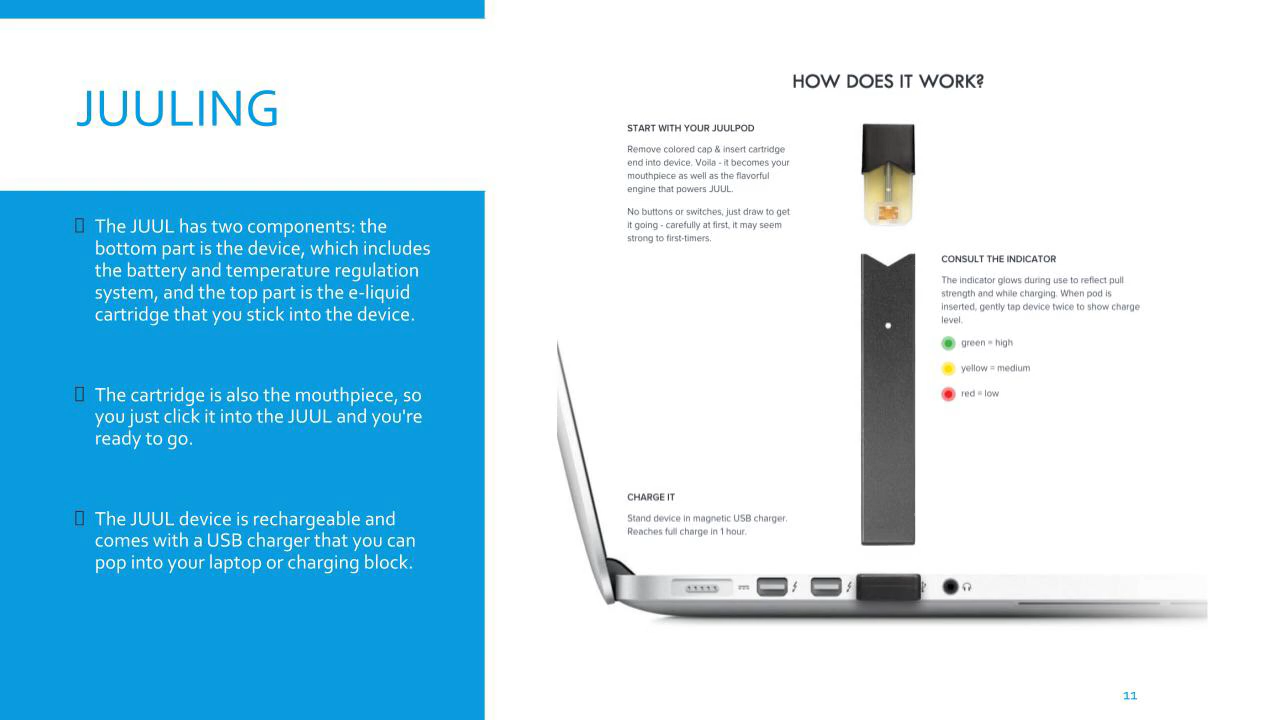 JUULING
The JUUL has two components: the
bottom part is the device, which includes
the battery and temperature regulation
system, and the top part is the e-liquid
cartridge that you stick into the device.
The cartridge is also the mouthpiece, so
you just click it into the JUUL and you're
ready to go.
The JUUL device is rechargeable and
comes with a USB charger that you can
pop into your laptop or charging block.
HOW DOES IT WORK?
START WITH YOUR JUULPOD
Remove colored cap & insert cartridge
end into device. Voila - it becomes your
mouthpiece as well as the flavorful
engine that powers JUUL.
No buttons or switches, just draw to get
it going - carefully at first, it may seem
strong to first-timers.
CONSULT THE INDICATOR
The indicator glows during use to reflect pull
strength and while charging. When pod is
inserted, gently tap device twice to show charge
level.
green = high
yellow = medium
red = low
CHARGE IT
Stand device in magnetic USB charger.
Reaches full charge in 1 hour.
11